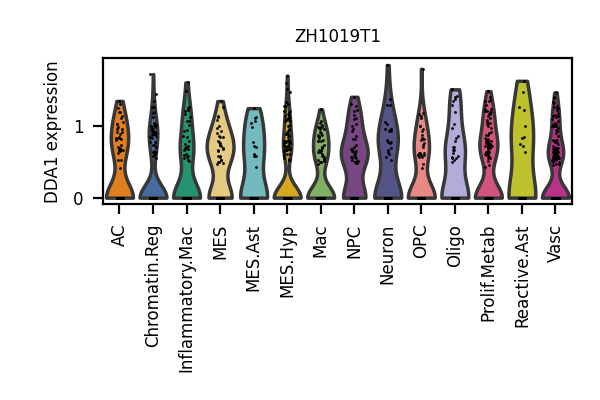 ZH1019T1
DDA1 expression
1
0
AC
Chromatin.Reg
Inflammatory.Mac
MES
MES.Ast
MES.Hyp
Mac
NPC
Neuron
OPC
Oligo
Prolif.Metab
Reactive.Ast
Vasc